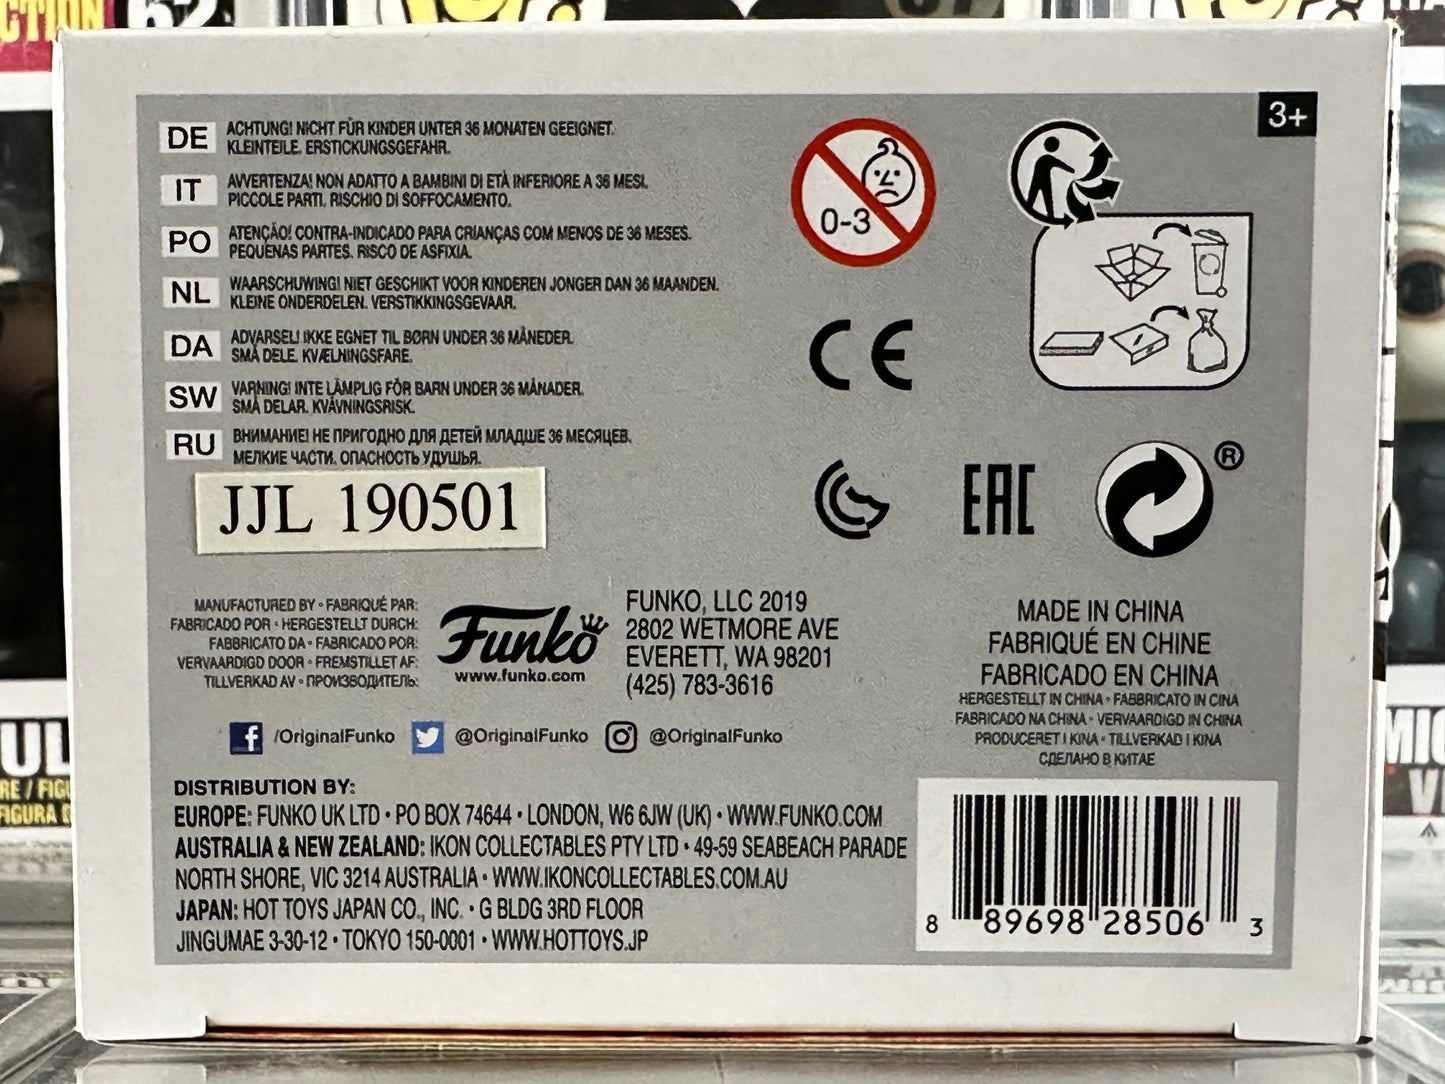 CTION
3+
DE ACHTUNG! NICHT FÜR KINDER UNTER 36 MONATEN GEEIGNET.
KLEINTEILE. ERSTICKUNGSGEFAHR.
IT AVVERTENZA! NON ADATTO A BAMBINI DI ETÀ INFERIORE A 36 MESI.
PICCOLE PARTI. RISCHIO DI SOFFOCAMENTO.
PO ATENÇÃO! CONTRA-INDICADO PARA CRIANÇAS COM MENOS DE 36 MESES.
PEQUENAS PARTES. RISCO DE ASFIXIA.
NL WAARSCHUWING! NIET GESCHIKT VOOR KINDEREN JONGER DAN 36 MAANDEN.
KLEINE ONDERDELEN. VERSTIKKINGSGEVAAR.
DA ADVARSEL! IKKE EGNET TIL BØRN UNDER 36 MÅNEDER.
SMÅ DELE. KVÆLNINGSFARE.
SW VARNING! INTE LÄMPLIG FÖR BARN UNDER 36 MÅNADER.
SMÅ DELAR. KVÄVNINGSRISK.
RU ВНИМАНИЕ! НЕ ПРИГОДНО ДЛЯ ДЕТЕЙ МЛАДШЕ 36 МЕСЯЦЕВ.
МЕЛКИЕ ЧАСТИ. ОПАСНОСТЬ УДУШЬЯ.
0-3
CE
JJL 190501
EAC
®
MANUFACTURED BY • FABRIQUÉ PAR:
FABRICADO POR • HERGESTELLT DURCH:
FABBRICATO DA • FABRICADO POR:
VERVAARDIGD DOOR • FREMSTILLET AF:
TILLVERKAD AV • ПРОИЗВОДИТЕЛЬ:
Funko
www.funko.com
FUNKO, LLC 2019
2802 WETMORE AVE
EVERETT, WA 98201
(425) 783-3616
MADE IN CHINA
FABRIQUÉ EN CHINE
FABRICADO EN CHINA
HERGESTELLT IN CHINA • FABBRICATO IN CINA
FABRICADO NA CHINA • VERVAARDIGD IN CHINA
PRODUCERET I KINA • TILLVERKAD I KINA
СДЕЛАНО В КИТАЕ
f /OriginalFunko @OriginalFunko @OriginalFunko
DISTRIBUTION BY:
EUROPE: FUNKO UK LTD • PO BOX 74644 • LONDON, W6 6JW (UK) • WWW.FUNKO.COM
AUSTRALIA & NEW ZEALAND: IKON COLLECTABLES PTY LTD • 49-59 SEABEACH PARADE
NORTH SHORE, VIC 3214 AUSTRALIA • WWW.IKONCOLLECTABLES.COM.AU
JAPAN: HOT TOYS JAPAN CO., INC. • G BLDG 3RD FLOOR
JINGUMAE 3-30-12 • TOKYO 150-0001 • WWW.HOTTOYS.JP
8 89698 28506 3